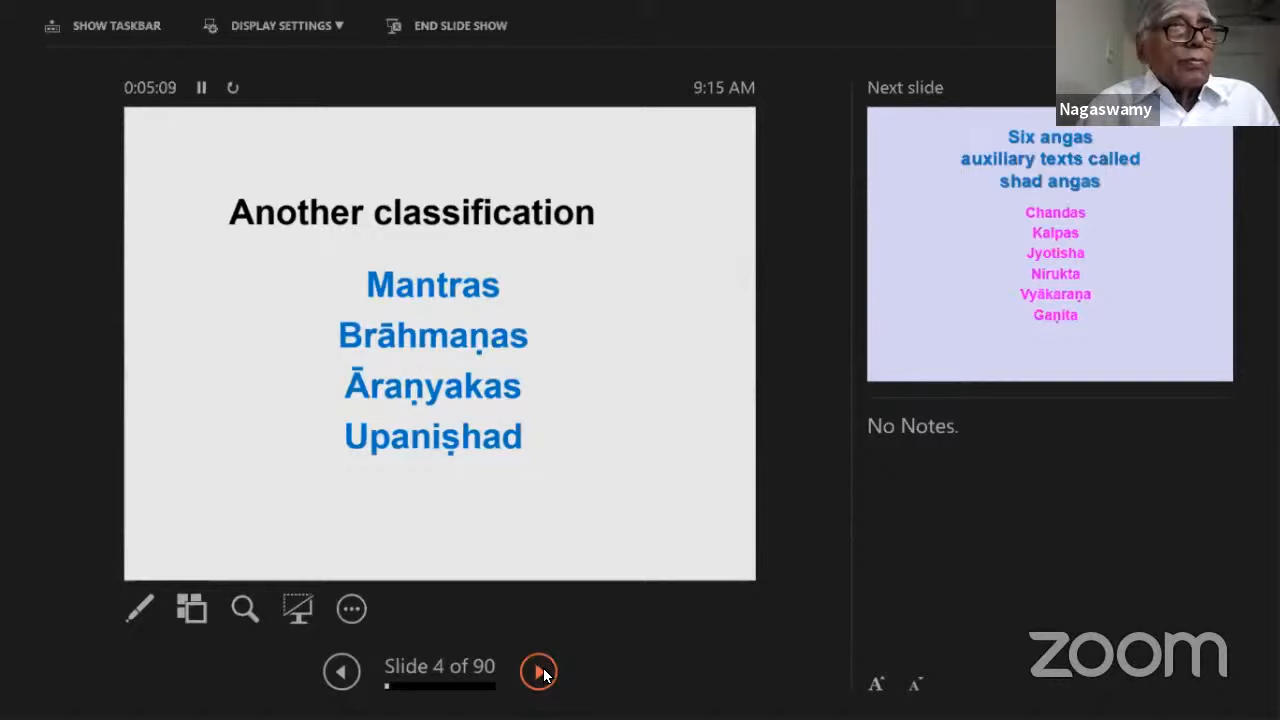 SHOW TASKBAR DISPLAY SETTINGS ▼ END SLIDE SHOW
Nagaswamy
0:05:09 9:15 AM
Next slide
Another classification
Mantras
Brāhmaṇas
Āraṇyakas
Upaniṣhad
Six angas
auxiliary texts called
shad angas
Chandas
Kalpas
Jyotisha
Nirukta
Vyākaraṇa
Gaṇita
No Notes.
Slide 4 of 90
A A
zoom